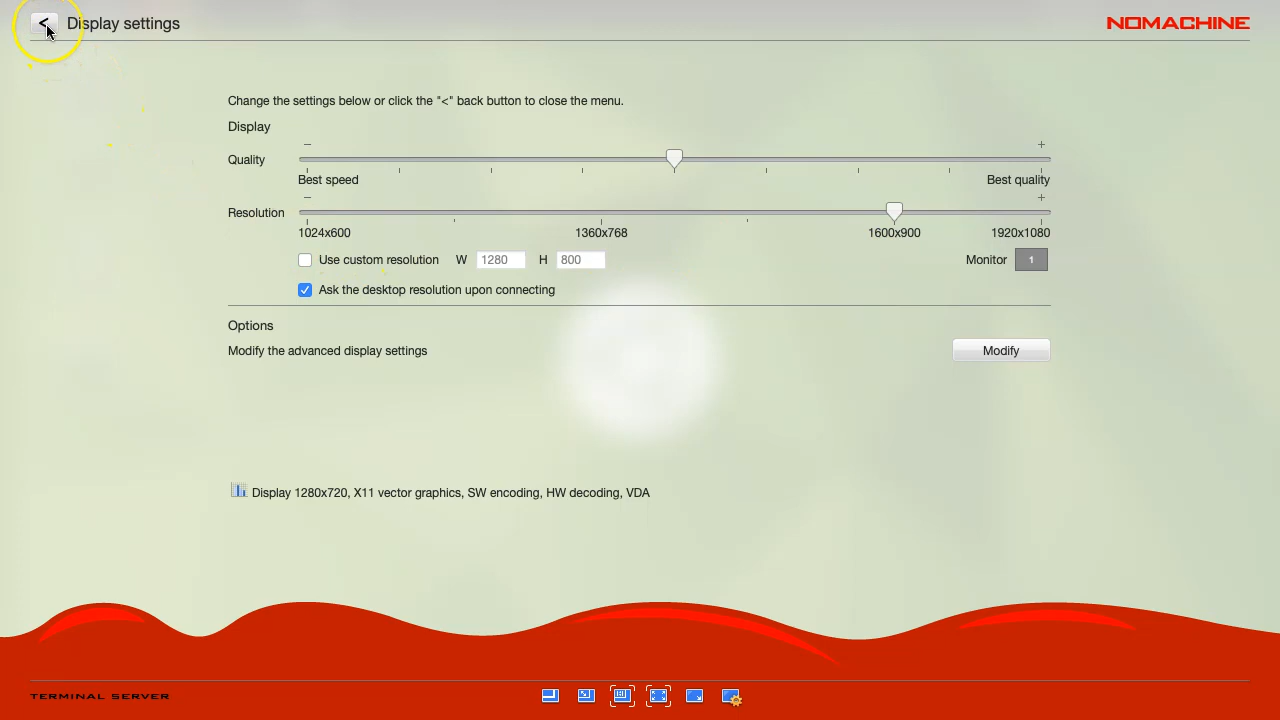 < Display settings
NOMACHINE
Change the settings below or click the "<" back button to close the menu.
Display
− +
Quality
Best speed Best quality
− +
Resolution
1024x600 1360x768 1600x900 1920x1080
Use custom resolution W 1280 H 800 Monitor 1
Ask the desktop resolution upon connecting
Options
Modify the advanced display settings Modify
Display 1280x720, X11 vector graphics, SW encoding, HW decoding, VDA
TERMINAL SERVER